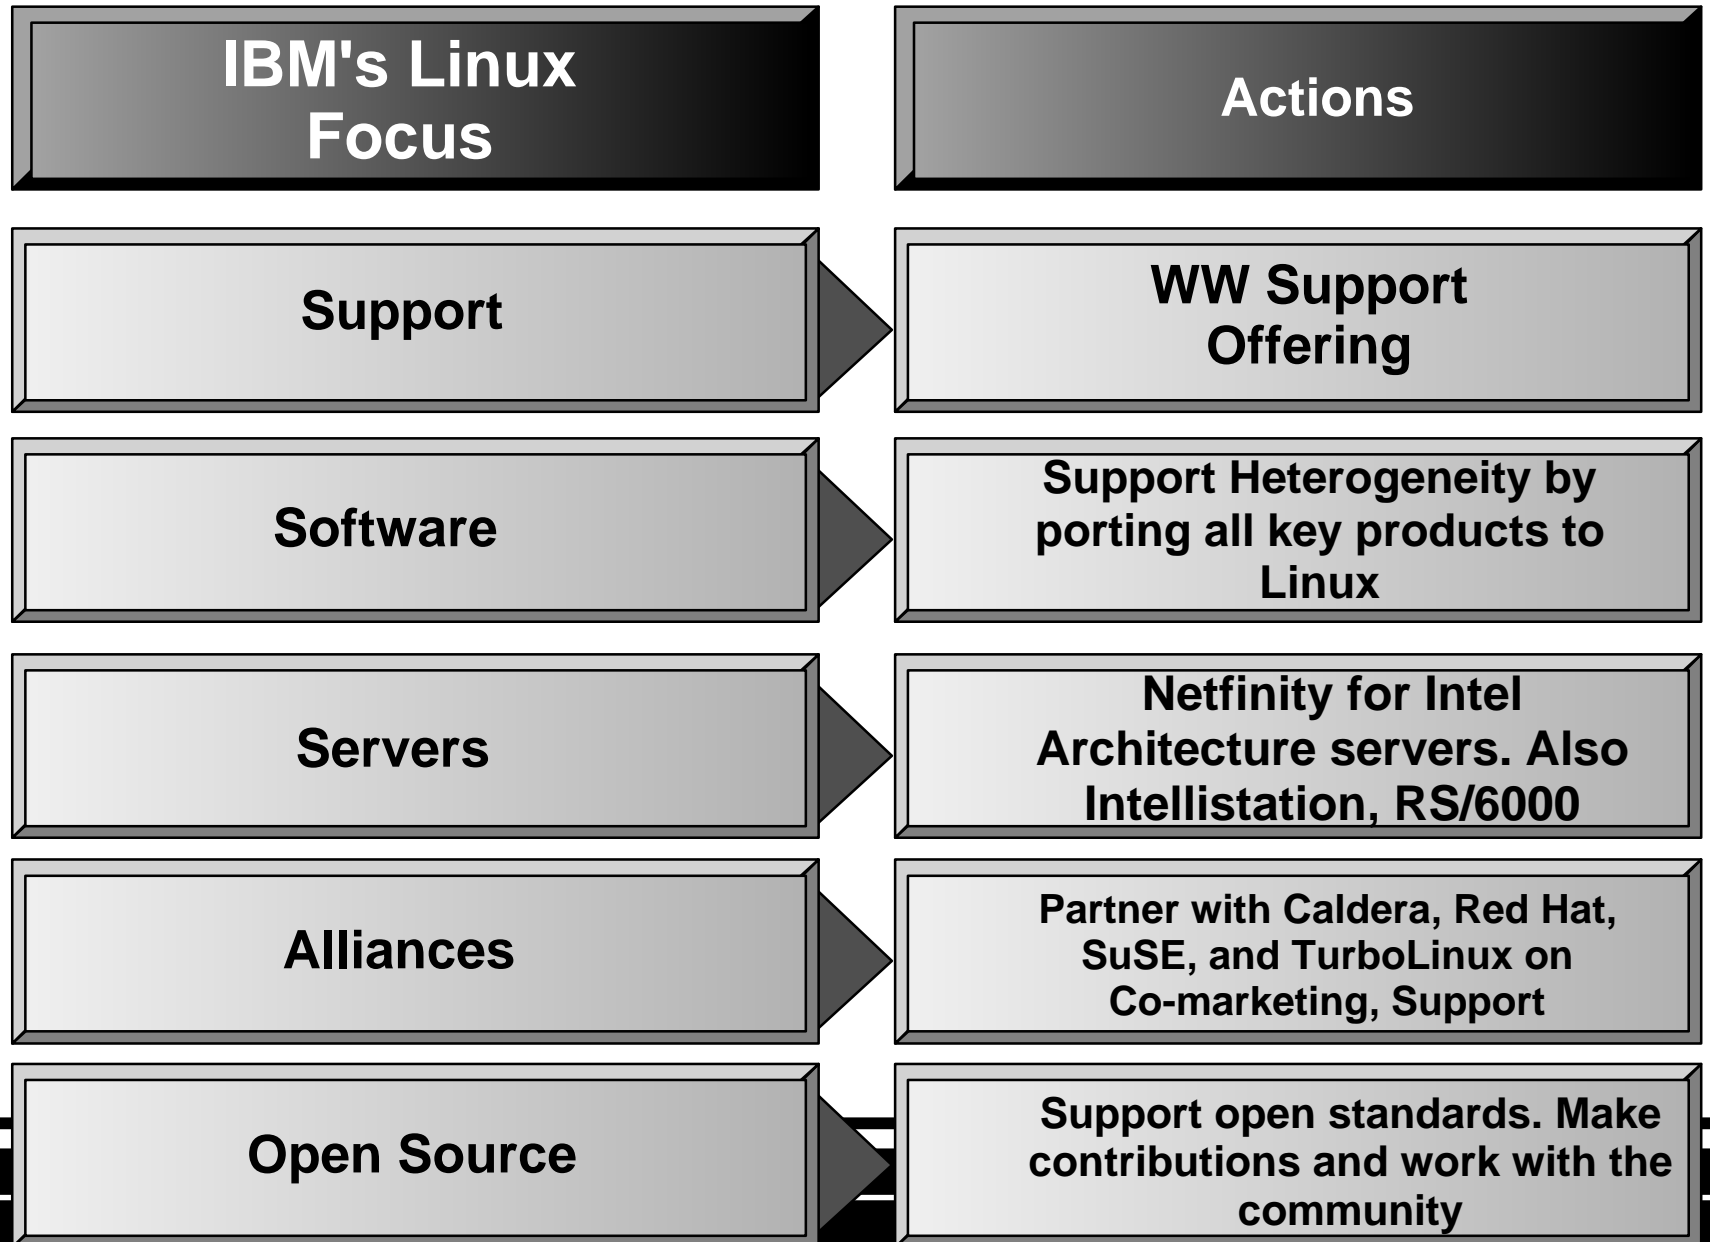 IBM's Linux
Focus
Actions
Support
WW Support
Offering
Software
Support Heterogeneity by
porting all key products to
Linux
Servers
Netfinity for Intel
Architecture servers. Also
Intellistation, RS/6000
Alliances
Partner with Caldera, Red Hat,
SuSE, and TurboLinux on
Co-marketing, Support
Open Source
Support open standards. Make
contributions and work with the
community